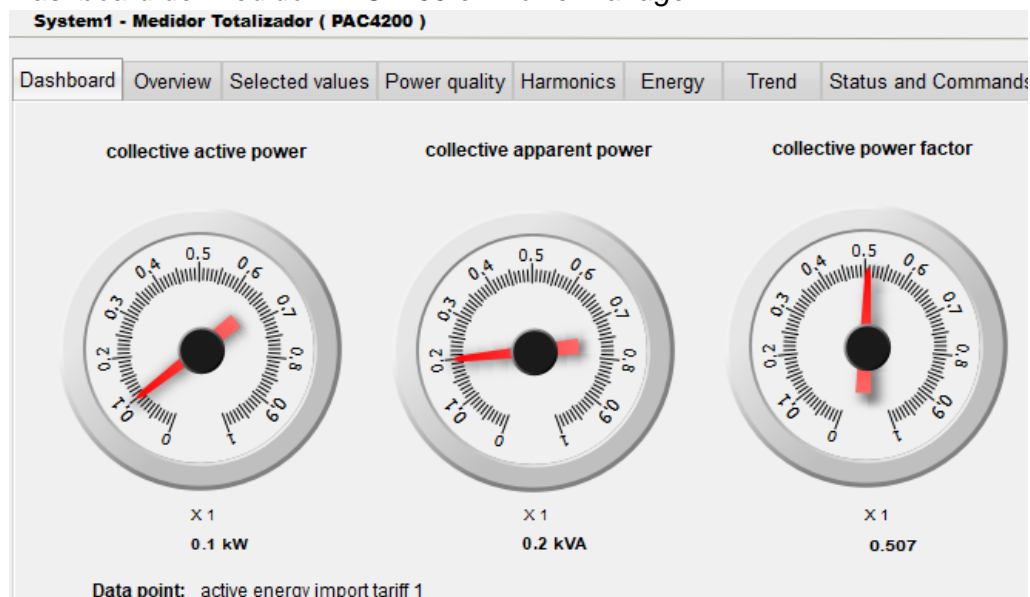 System1 - Medidor Totalizador ( PAC4200 )
Dashboard Overview Selected values Power quality Harmonics Energy Trend Status and Commands
collective active power collective apparent power collective power factor
0 0.1 0.2 0.3 0.4 0.5 0.6 0.7 0.8 0.9 1
0 0.1 0.2 0.3 0.4 0.5 0.6 0.7 0.8 0.9 1
0 0.1 0.2 0.3 0.4 0.5 0.6 0.7 0.8 0.9 1
X 1 X 1 X 1
0.1 kW 0.2 kVA 0.507
Data point: active energy import tariff 1